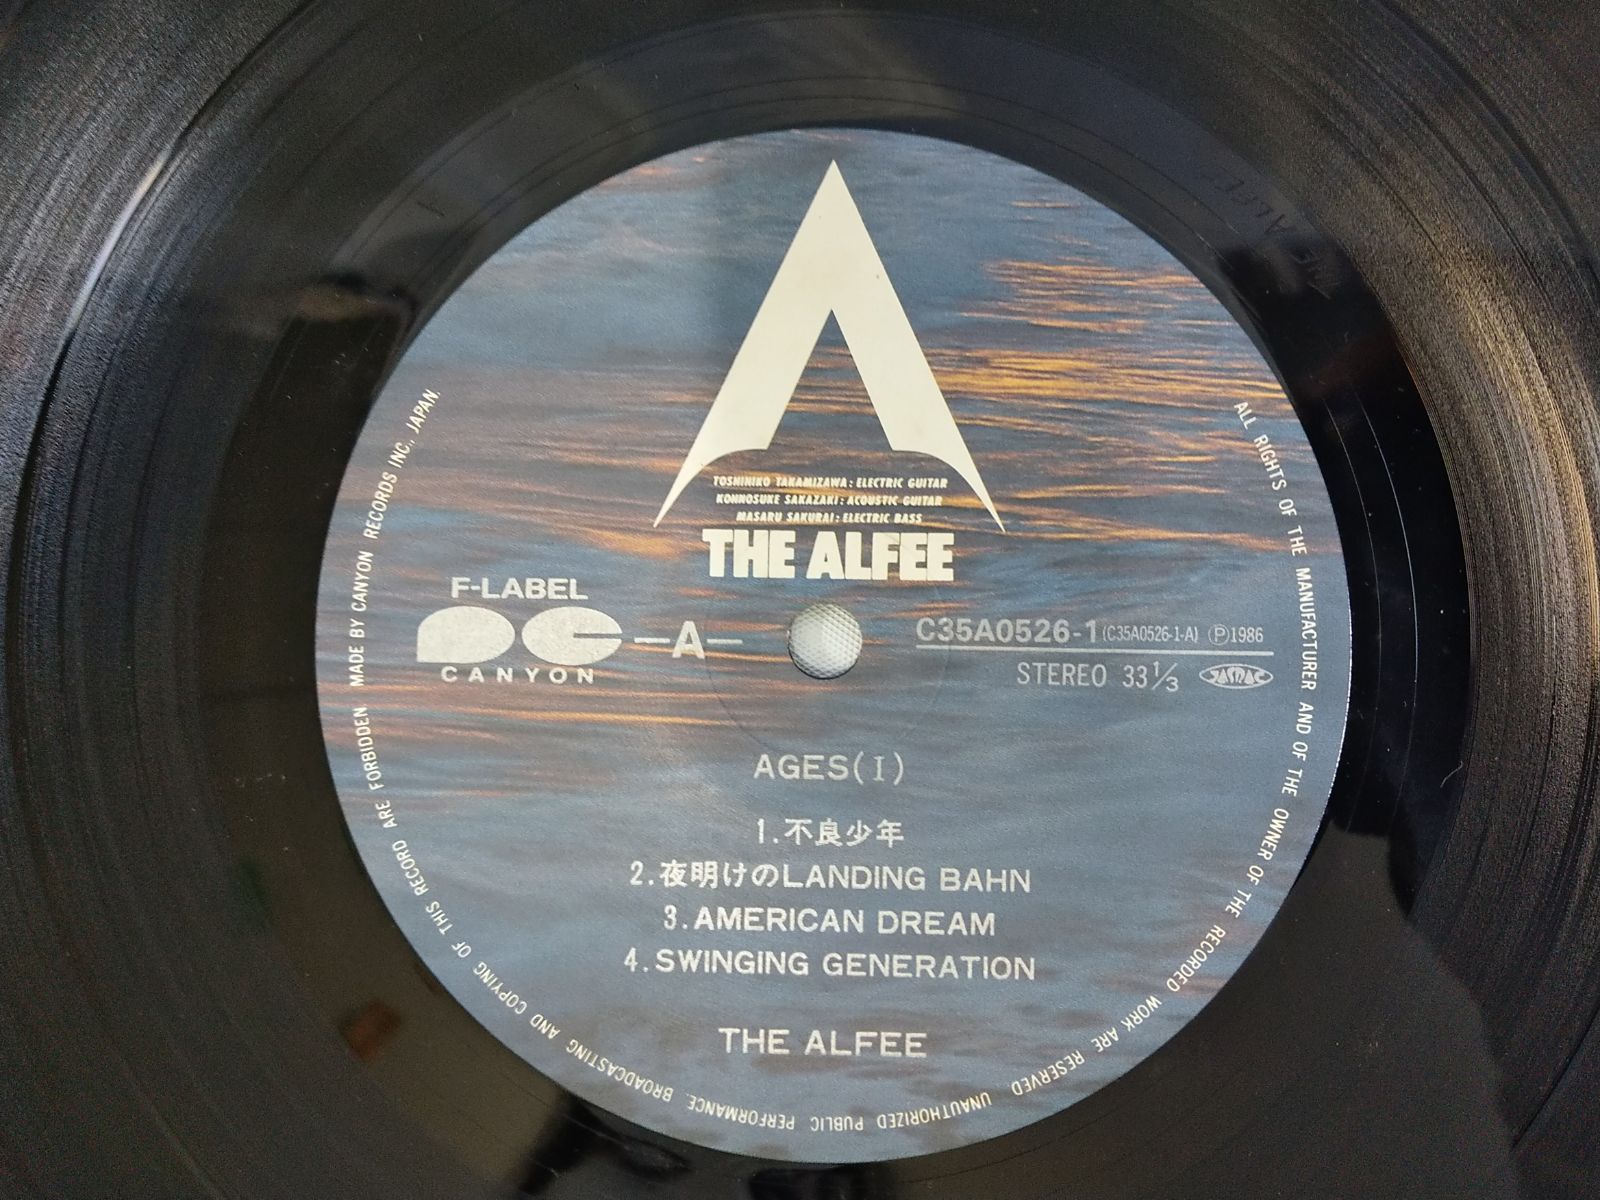 TOSHIHIKO TAKAMIZAWA : ELECTRIC GUITAR
KOHNOSUKE SAKAZAKI : ACOUSTIC GUITAR
MASARU SAKURAI : ELECTRIC BASS
THE ALFEE
F-LABEL
CANYON
—A—
C35A0526-1 (C35A0526-1-A) Ⓟ1986
STEREO 33 1/3
JASRAC
AGES(I)
1.不良少年
2.夜明けのLANDING BAHN
3.AMERICAN DREAM
4.SWINGING GENERATION
THE ALFEE
ALL RIGHTS OF THE MANUFACTURER AND OF THE OWNER OF THE RECORDED WORK ARE RESERVED UNAUTHORIZED PUBLIC PERFORMANCE. BROADCASTING AND COPYING OF THIS RECORD ARE FORBIDDEN MADE BY CANYON RECORDS INC., JAPAN.